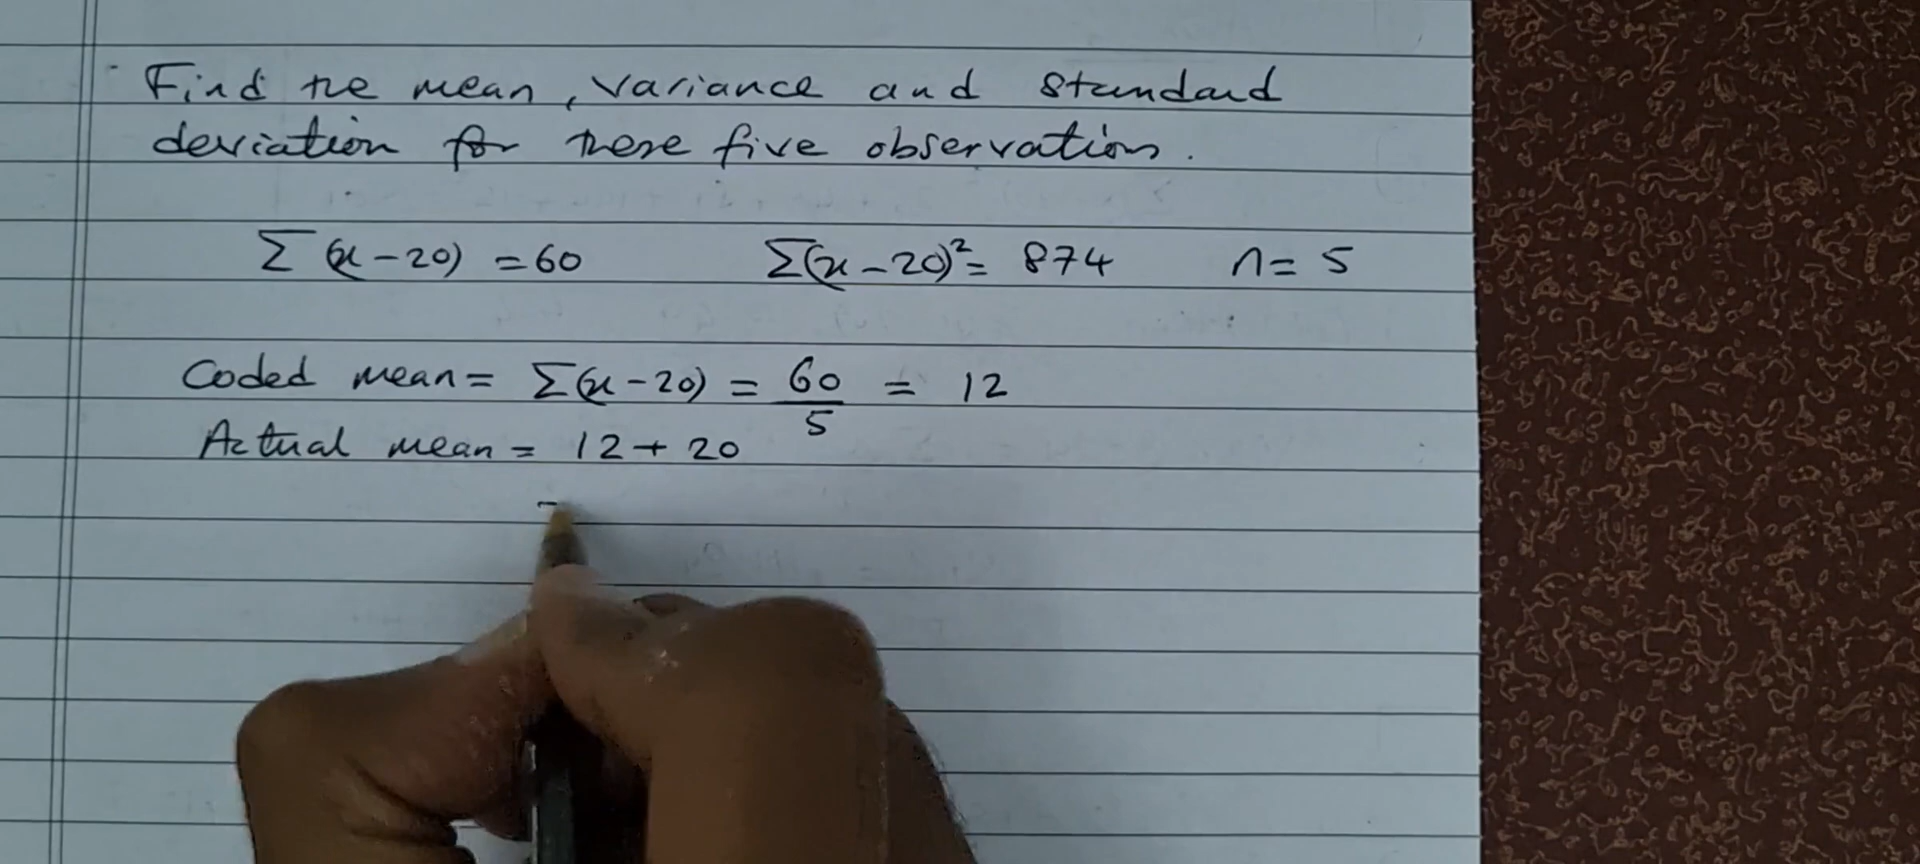 Find the mean, variance and standard
deviation for these five observations.
Σ(x-20) = 60 Σ(x-20)²= 874 n= 5
Coded mean = Σ(x-20) = 60/5 = 12
Actual mean = 12 + 20